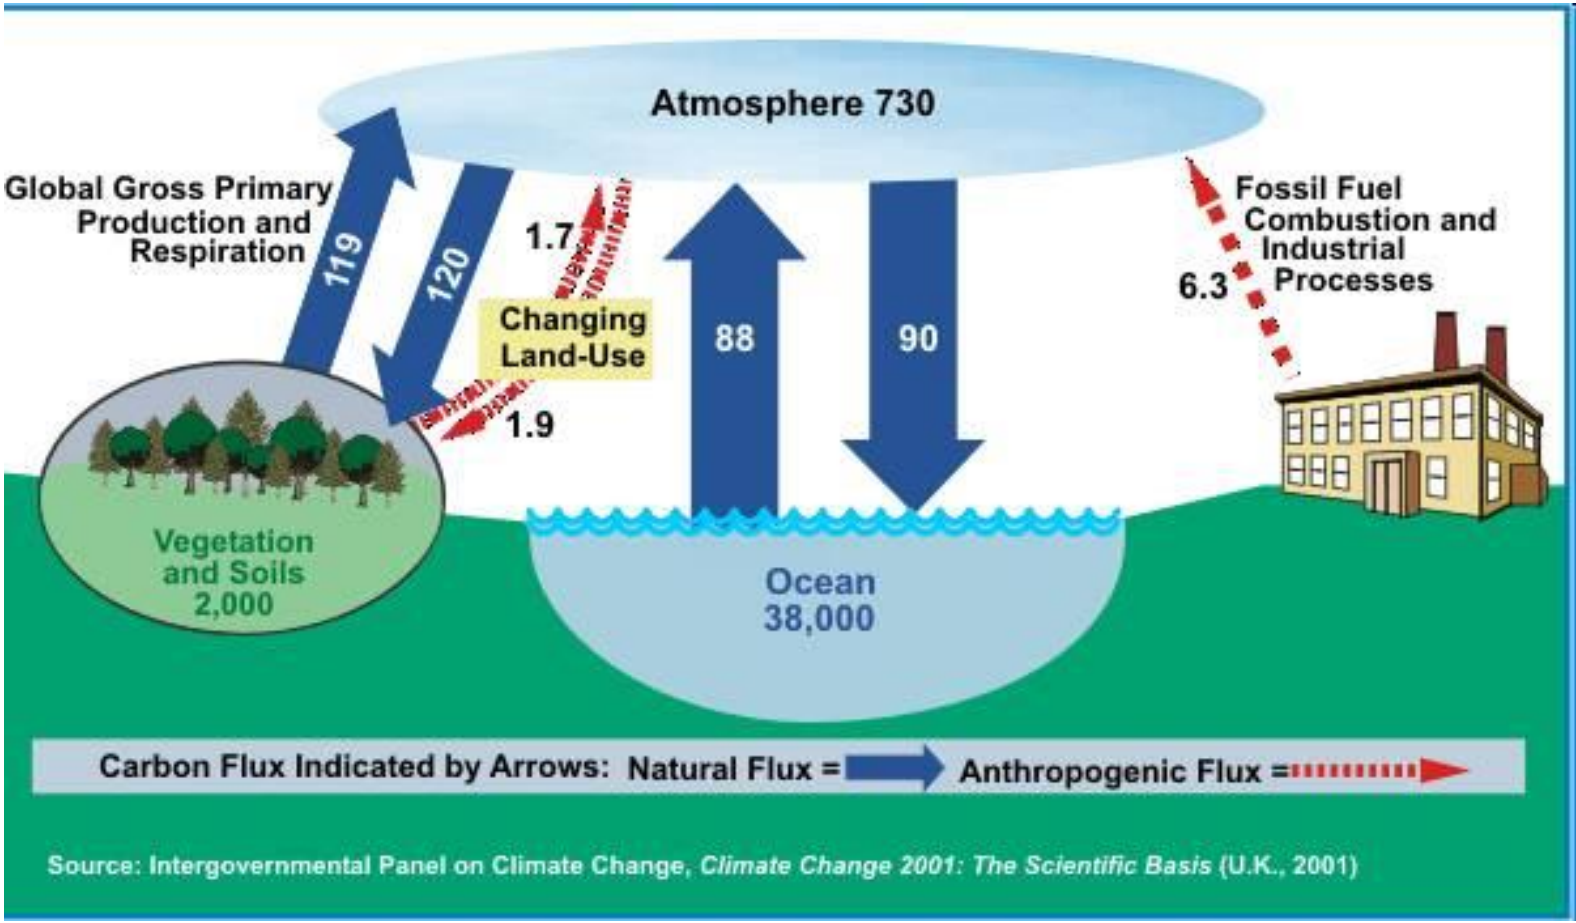 Atmosphere 730
Global Gross Primary
Production and
Respiration
119
120
1.7
Changing
Land-Use
1.9
88
90
6.3
Fossil Fuel
Combustion and
Industrial
Processes
Vegetation
and Soils
2,000
Ocean
38,000
Carbon Flux Indicated by Arrows: Natural Flux = Anthropogenic Flux =
Source: Intergovernmental Panel on Climate Change, Climate Change 2001: The Scientific Basis (U.K., 2001)